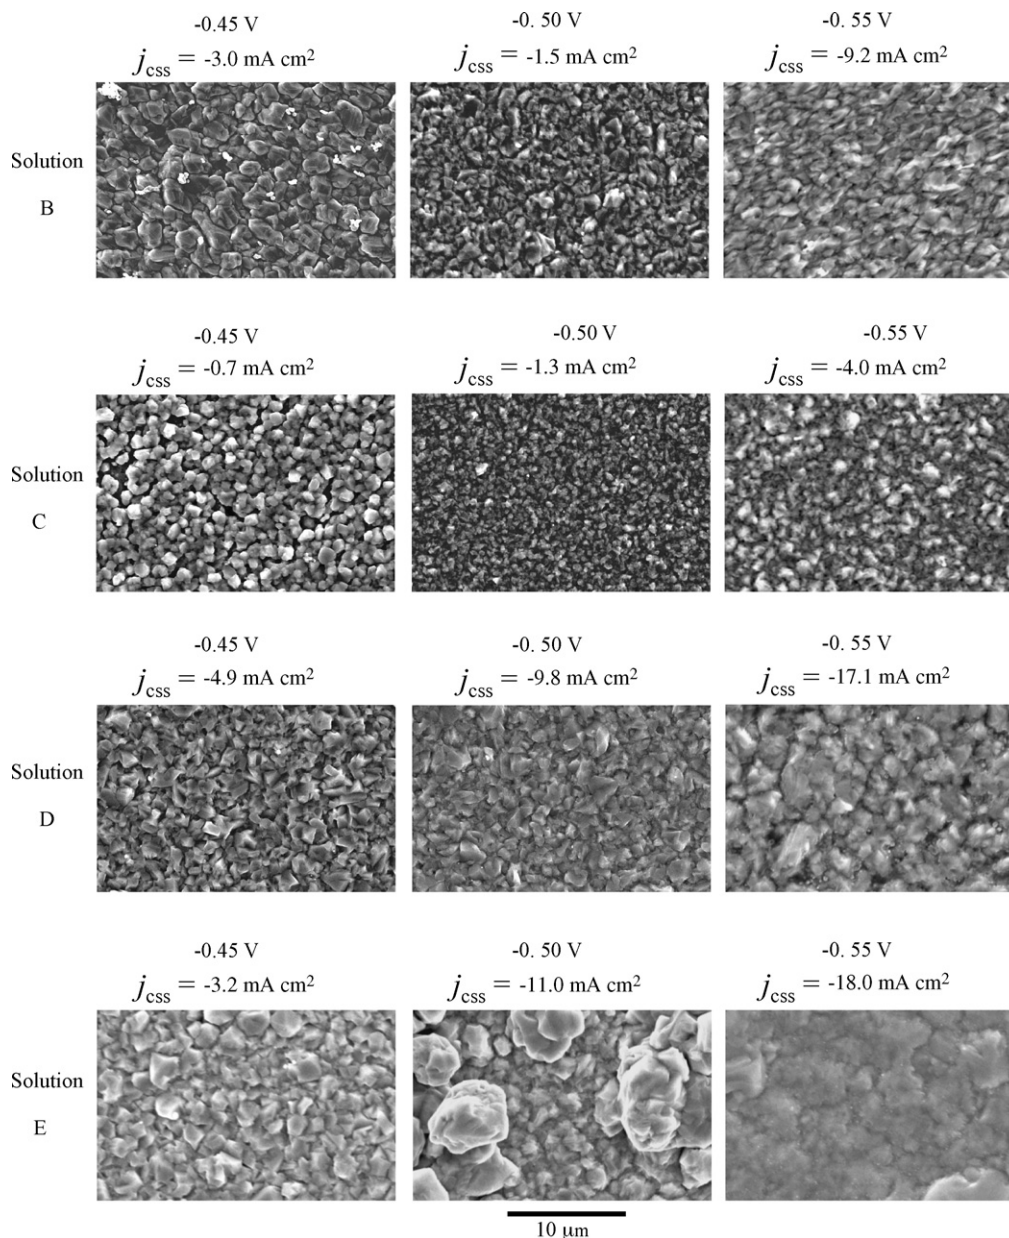 -0.45 V -0. 50 V -0.55 V
jcss = -3.0 mA cm2 jcss = -1.5 mA cm2 jcss = -9.2 mA cm2
Solution
B
-0.45 V -0.50 V -0.55 V
jcss = -0.7 mA cm2 jcss = -1.3 mA cm2 jcss = -4.0 mA cm2
Solution
C
-0.45 V -0. 50 V -0. 55 V
jcss = -4.9 mA cm2 jcss = -9.8 mA cm2 jcss = -17.1 mA cm2
Solution
D
-0.45 V -0. 50 V -0. 55 V
jcss = -3.2 mA cm2 jcss = -11.0 mA cm2 jcss = -18.0 mA cm2
Solution
E
10 μm